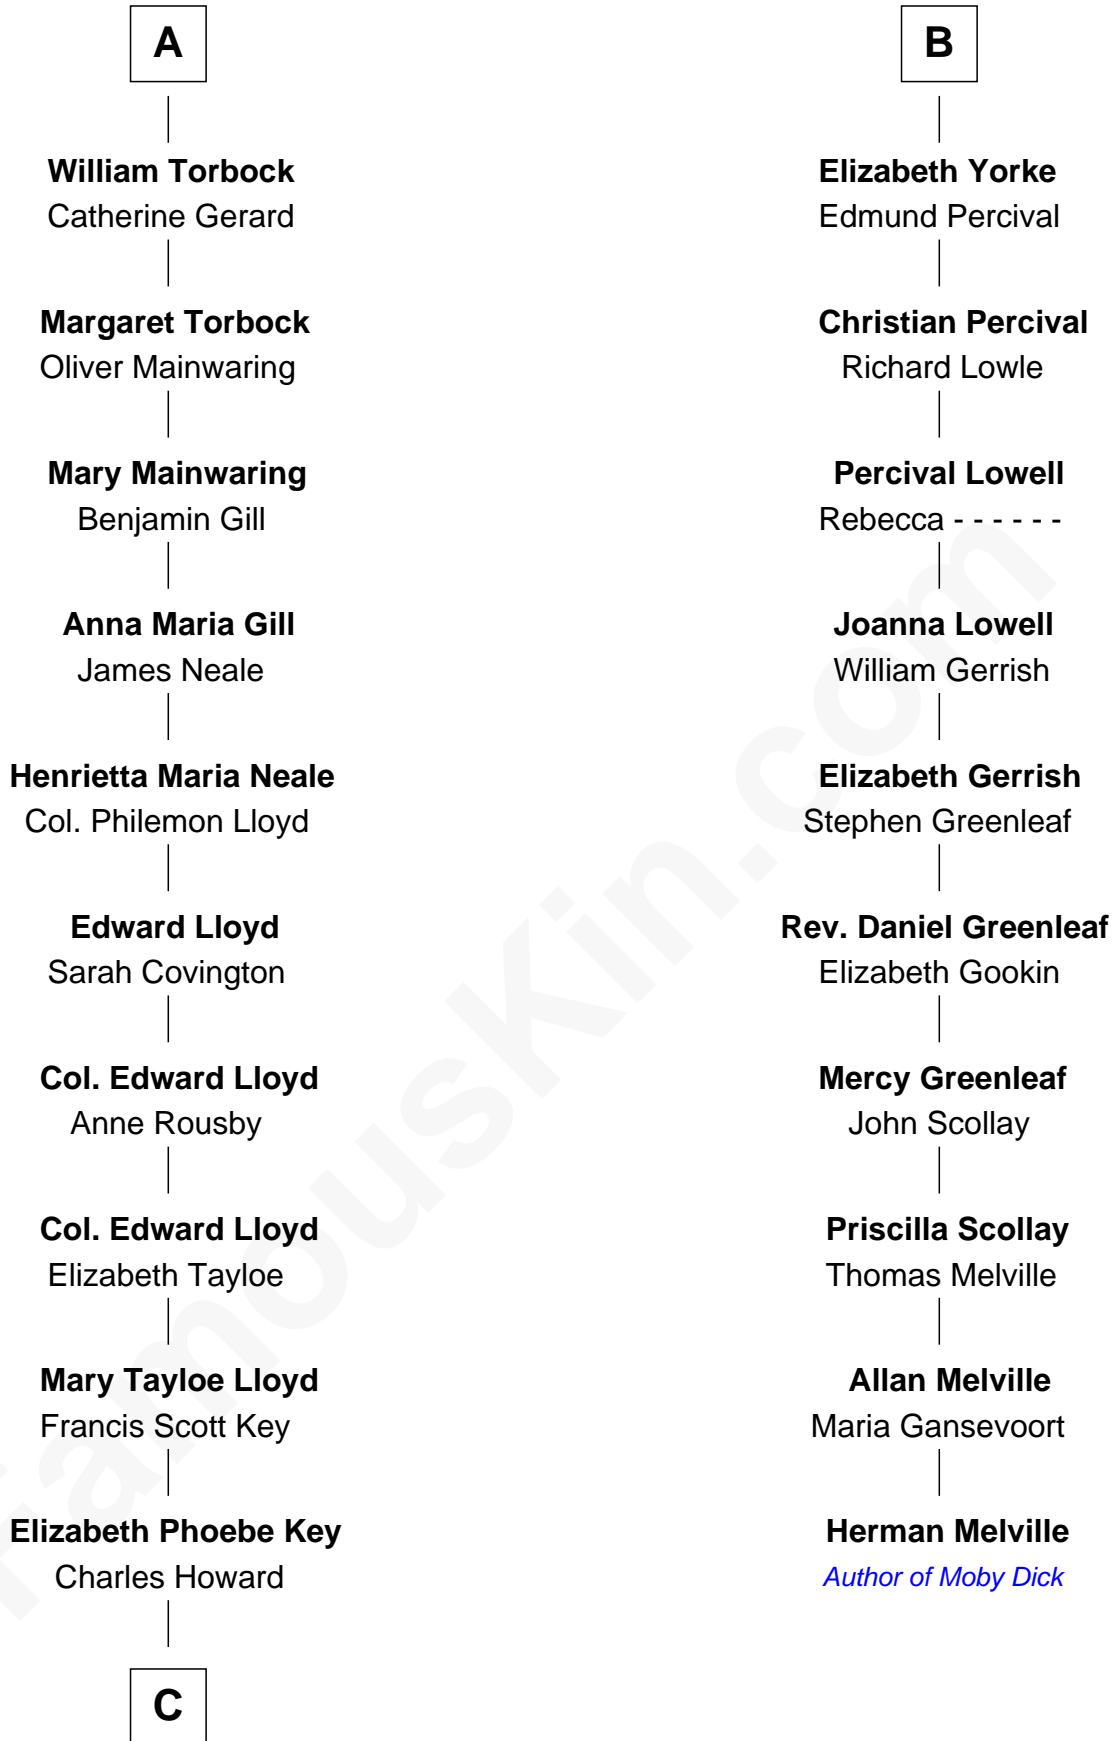 A
William Torbock
Catherine Gerard
Margaret Torbock
Oliver Mainwaring
Mary Mainwaring
Benjamin Gill
Anna Maria Gill
James Neale
Henrietta Maria Neale
Col. Philemon Lloyd
Edward Lloyd
Sarah Covington
Col. Edward Lloyd
Anne Rousby
Col. Edward Lloyd
Elizabeth Tayloe
Mary Tayloe Lloyd
Francis Scott Key
Elizabeth Phoebe Key
Charles Howard
C
B
Elizabeth Yorke
Edmund Percival
Christian Percival
Richard Lowle
Percival Lowell
Rebecca - - - - - -
Joanna Lowell
William Gerrish
Elizabeth Gerrish
Stephen Greenleaf
Rev. Daniel Greenleaf
Elizabeth Gookin
Mercy Greenleaf
John Scollay
Priscilla Scollay
Thomas Melville
Allan Melville
Maria Gansevoort
Herman Melville
Author of Moby Dick
FamousKin.com